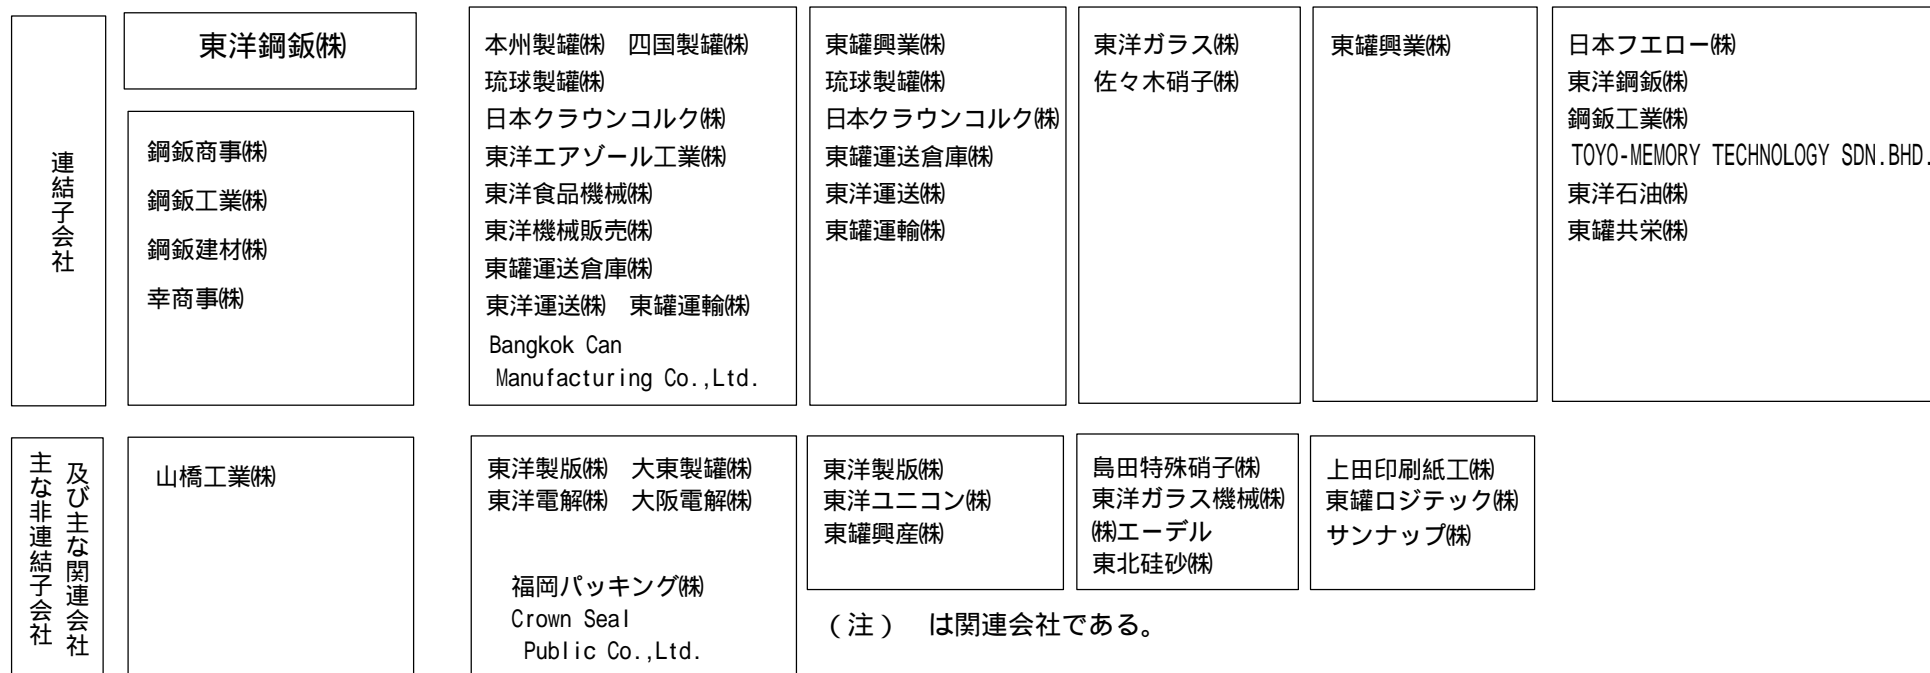 連結子会社
東洋鋼鈑㈱
鋼鈑商事㈱
鋼鈑工業㈱
鋼鈑建材㈱
幸商事㈱
本州製罐㈱　四国製罐㈱
琉球製罐㈱
日本クラウンコルク㈱
東洋エアゾール工業㈱
東洋食品機械㈱
東洋機械販売㈱
東罐運送倉庫㈱
東洋運送㈱　東罐運輸㈱
Bangkok Can
Manufacturing Co.,Ltd.
東罐興業㈱
琉球製罐㈱
日本クラウンコルク㈱
東罐運送倉庫㈱
東洋運送㈱
東罐運輸㈱
東洋ガラス㈱
佐々木硝子㈱
東罐興業㈱
日本フエロー㈱
東洋鋼鈑㈱
鋼鈑工業㈱
TOYO-MEMORY TECHNOLOGY SDN.BHD.
東洋石油㈱
東罐共栄㈱
主な非連結子会社
及び主な関連会社
山橋工業㈱
東洋製版㈱　大東製罐㈱
東洋電解㈱　大阪電解㈱
福岡パッキング㈱
Crown Seal
Public Co.,Ltd.
東洋製版㈱
東洋ユニコン㈱
東罐興産㈱
島田特殊硝子㈱
東洋ガラス機械㈱
㈱エーデル
東北硅砂㈱
上田印刷紙工㈱
東罐ロジテック㈱
サンナップ㈱
（注）　は関連会社である。